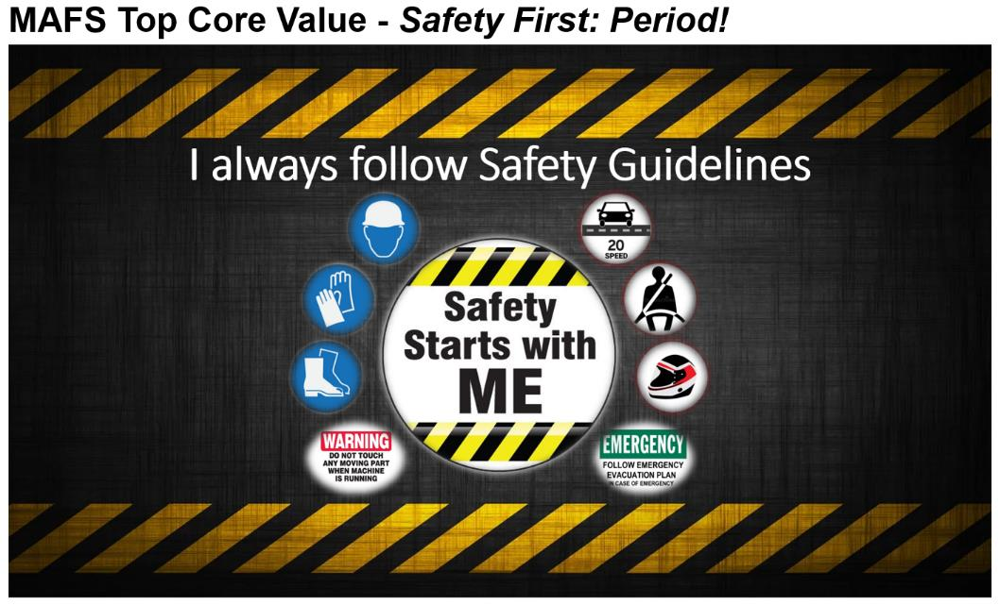 MAFS Top Core Value - Safety First: Period!
I always follow Safety Guidelines
20
SPEED
Safety
Starts with
ME
WARNING
DO NOT TOUCH
ANY MOVING PART
WHEN MACHINE
IS RUNNING
EMERGENCY
FOLLOW EMERGENCY
EVACUATION PLAN
IN CASE OF EMERGENCY